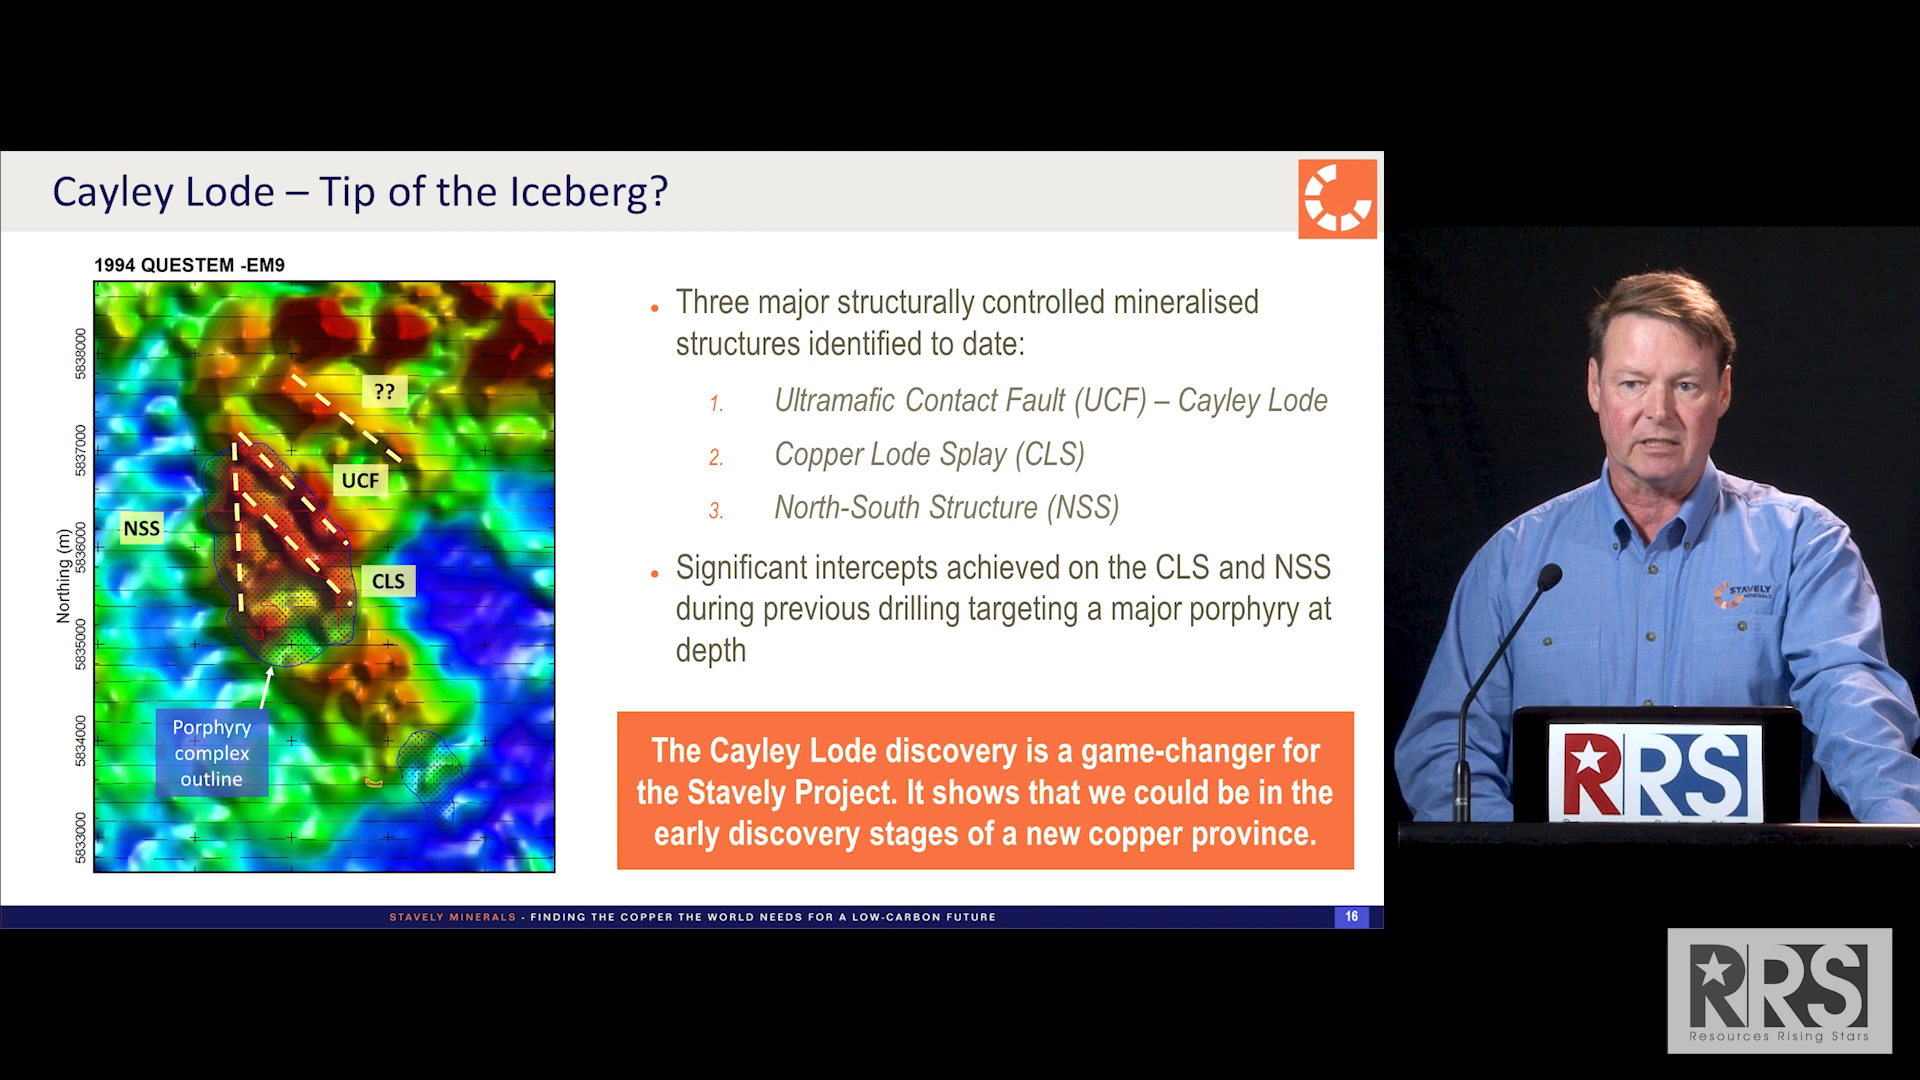 Cayley Lode – Tip of the Iceberg?
1994 QUESTEM -EM9
Northing (m)
5838000
5837000
5836000
5835000
5834000
5833000
??
UCF
NSS
CLS
Porphyry
complex
outline
• Three major structurally controlled mineralised
structures identified to date:
1. Ultramafic Contact Fault (UCF) – Cayley Lode
2. Copper Lode Splay (CLS)
3. North-South Structure (NSS)
• Significant intercepts achieved on the CLS and NSS
during previous drilling targeting a major porphyry at
depth
The Cayley Lode discovery is a game-changer for
the Stavely Project. It shows that we could be in the
early discovery stages of a new copper province.
STAVELY MINERALS - FINDING THE COPPER THE WORLD NEEDS FOR A LOW-CARBON FUTURE
16
STAVELY
MINERALS
RRS
RRS
Resources Rising Stars